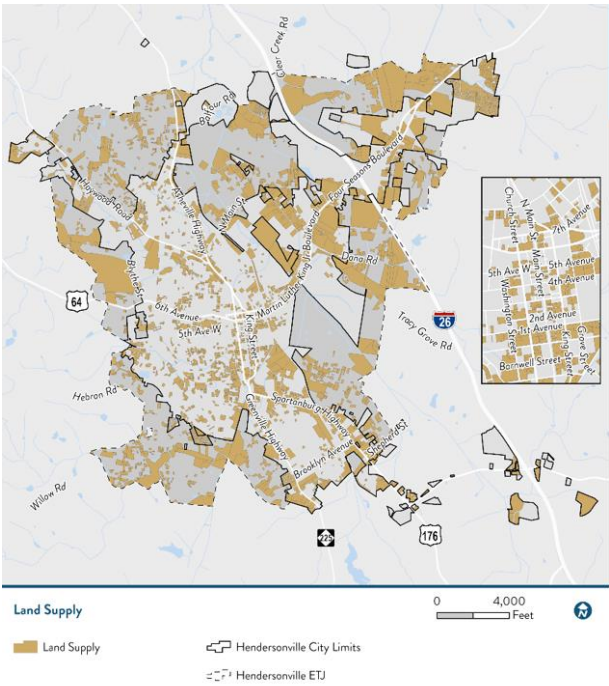 Clear Creek Rd
Balfour Rd
Four Seasons Boulevard
Haywood Road
Asheville Highway
N Main St
Dana Rd
Martin Luther King Jr Boulevard
Blythe St
64
6th Avenue
5th Ave W
King Street
26
Tracy Grove Rd
Hebron Rd
Greenville Highway
Spartanburg Highway
Shepherd St
Brooklyn Avenue
Willow Rd
225
176
N Main St
Church Street
7th Avenue
Main Street
5th Ave W
5th Avenue
4th Avenue
Washington Street
2nd Avenue
1st Avenue
King Street
Grove Street
Barnwell Street
Land Supply
0 4,000
Feet
N
Land Supply
Hendersonville City Limits
Hendersonville ETJ